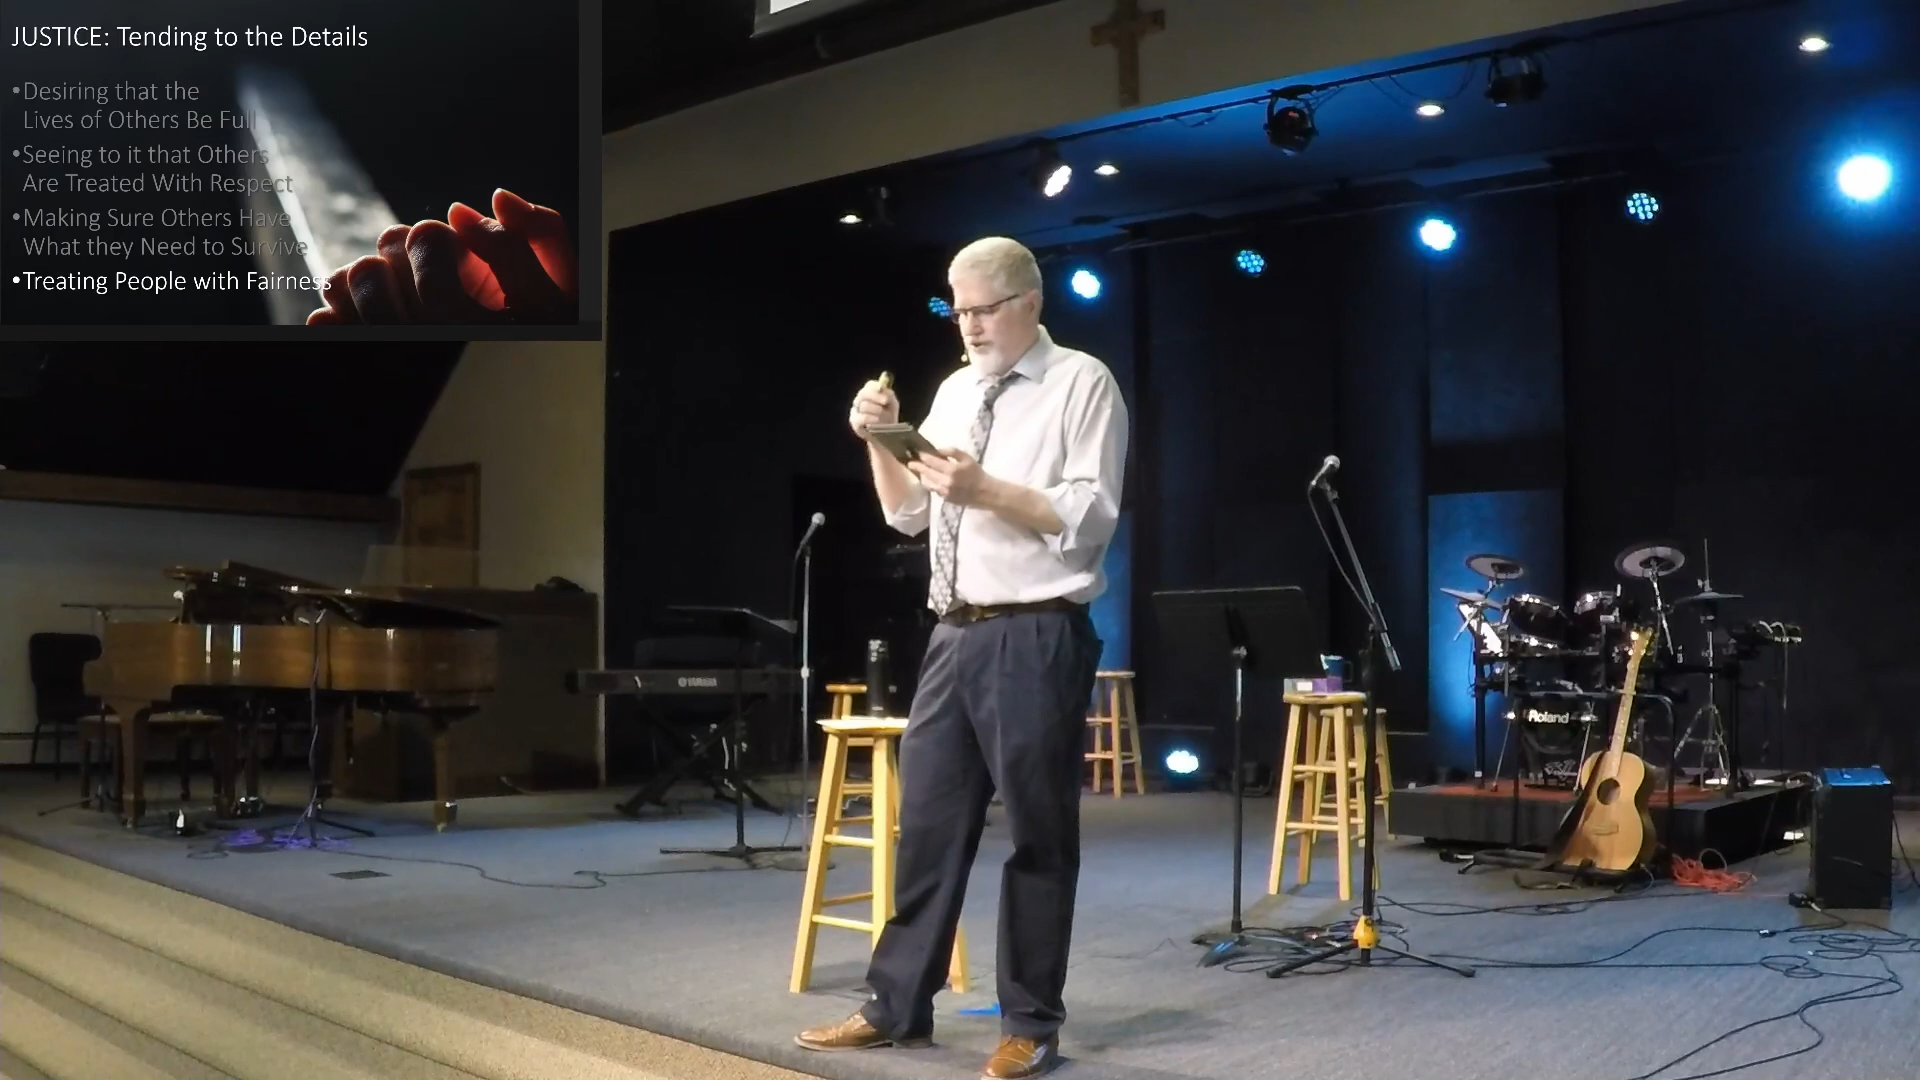 JUSTICE: Tending to the Details
•Desiring that the
Lives of Others Be Full
•Seeing to it that Others
Are Treated With Respect
•Making Sure Others Have
What they Need to Survive
•Treating People with Fairness
YAMAHA
Roland